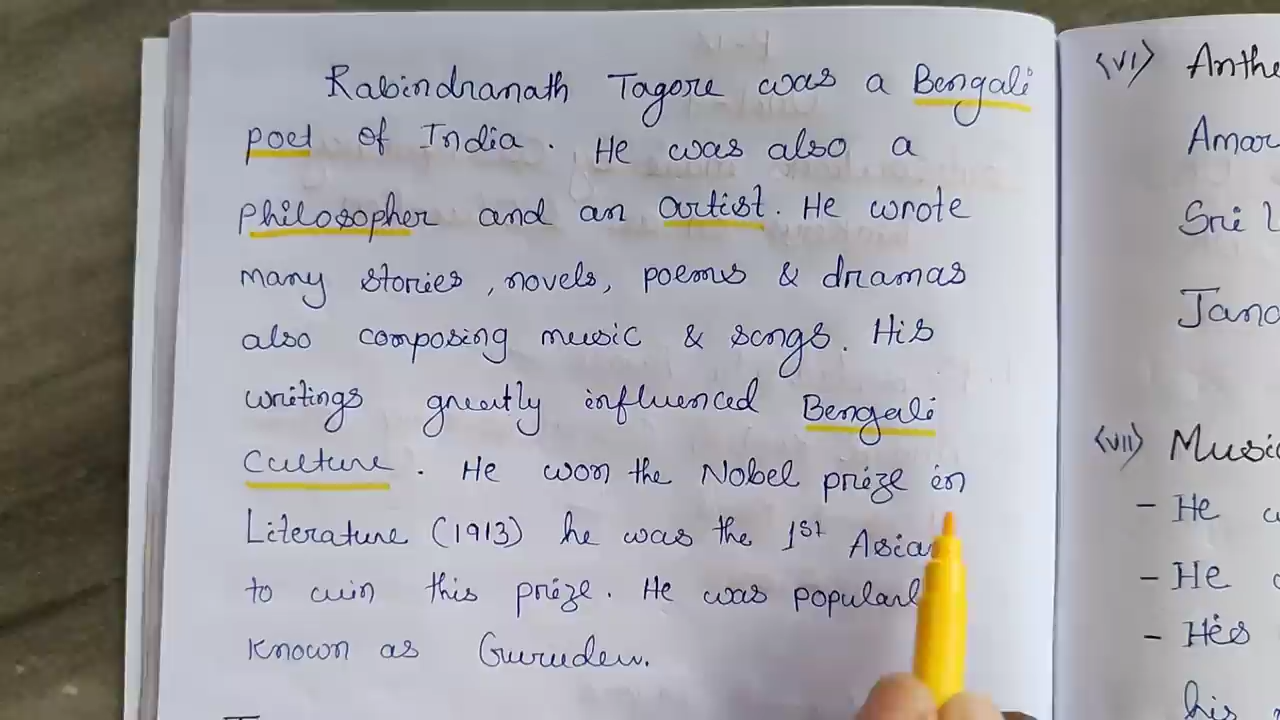 Rabindranath Tagore was a Bengali
poet of India. He was also a
philosopher and an artist. He wrote
many stories, novels, poems & dramas
also composing music & songs. His
writings greatly influenced Bengali
Culture. He won the Nobel prize in
Literature (1913) he was the 1st Asian
to win this prize. He was popularl
known as Gurudev.
(VI) Anthe
Amar
Sri
Jana
(VII) Music
- He
- He
- His
his